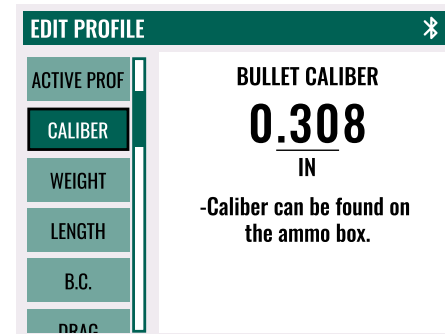 EDIT PROFILE
ACTIVE PROF
CALIBER
WEIGHT
LENGTH
B.C.
DRAG
BULLET CALIBER
0.308
IN
-Caliber can be found on
the ammo box.